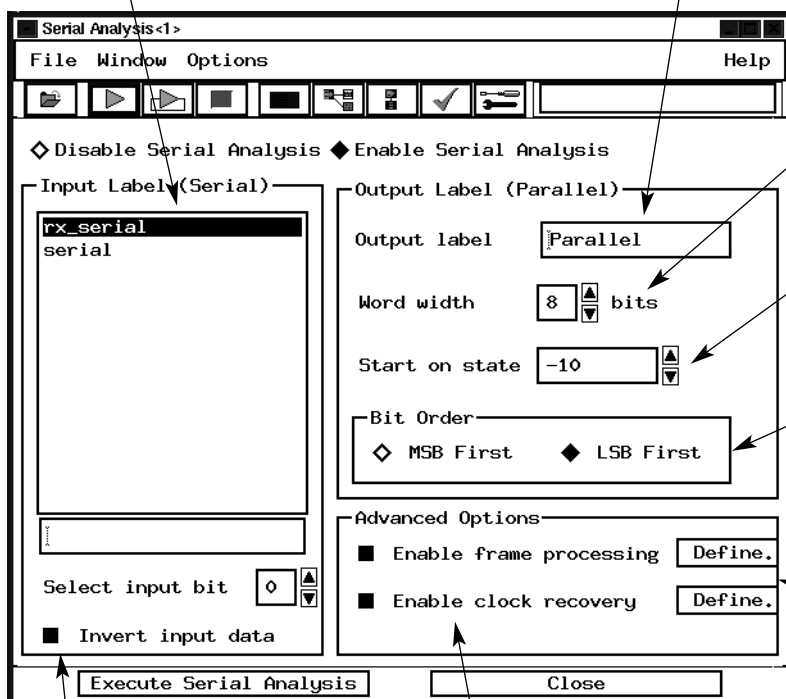 Serial Analysis<1>
File Window Options Help
Disable Serial Analysis Enable Serial Analysis
Input Label (Serial)
rx_serial
serial
Select input bit 0
Invert input data
Output Label (Parallel)
Output label Parallel
Word width 8 bits
Start on state -10
Bit Order
MSB First LSB First
Advanced Options
Enable frame processing Define.
Enable clock recovery Define.
Execute Serial Analysis Close